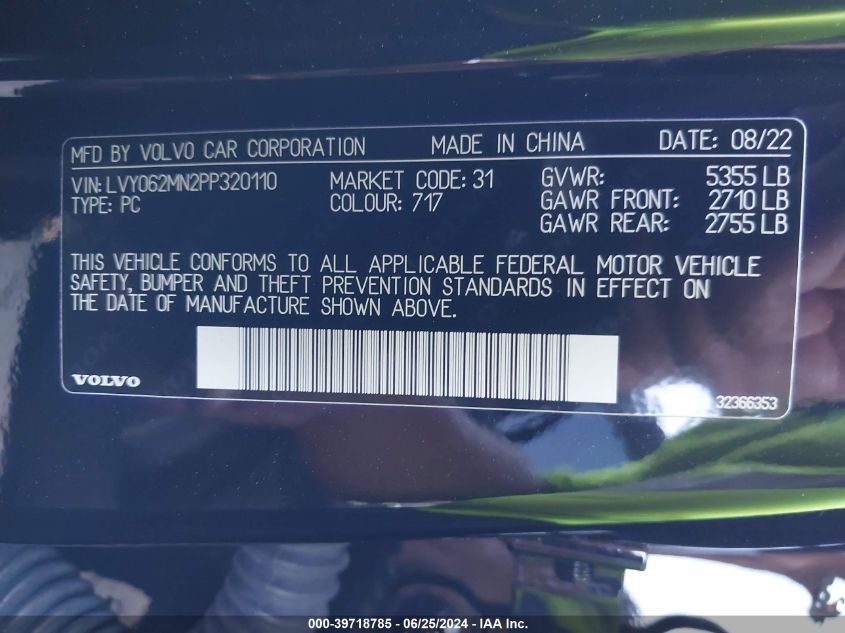 MFD BY VOLVO CAR CORPORATION MADE IN CHINA DATE: 08/22
VIN: LVY062MN2PP320110 MARKET CODE: 31 GVWR: 5355 LB
TYPE: PC COLOUR: 717 GAWR FRONT: 2710 LB
GAWR REAR: 2755 LB
THIS VEHICLE CONFORMS TO ALL APPLICABLE FEDERAL MOTOR VEHICLE
SAFETY, BUMPER AND THEFT PREVENTION STANDARDS IN EFFECT ON
THE DATE OF MANUFACTURE SHOWN ABOVE.
VOLVO
32366353
000-39718785 - 06/25/2024 - IAA Inc.